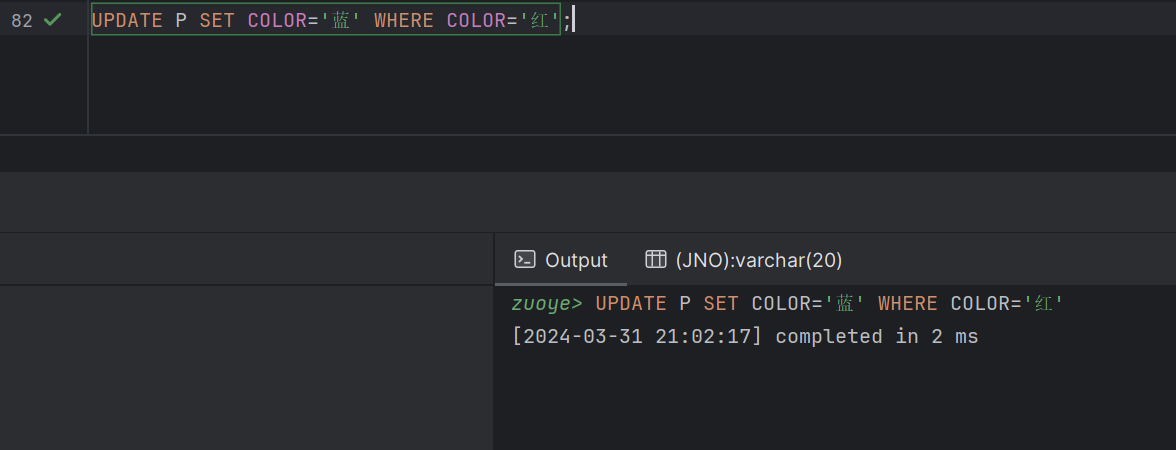 82 UPDATE P SET COLOR='蓝' WHERE COLOR='红';
Output (JNO):varchar(20)
zuoye> UPDATE P SET COLOR='蓝' WHERE COLOR='红'
[2024-03-31 21:02:17] completed in 2 ms